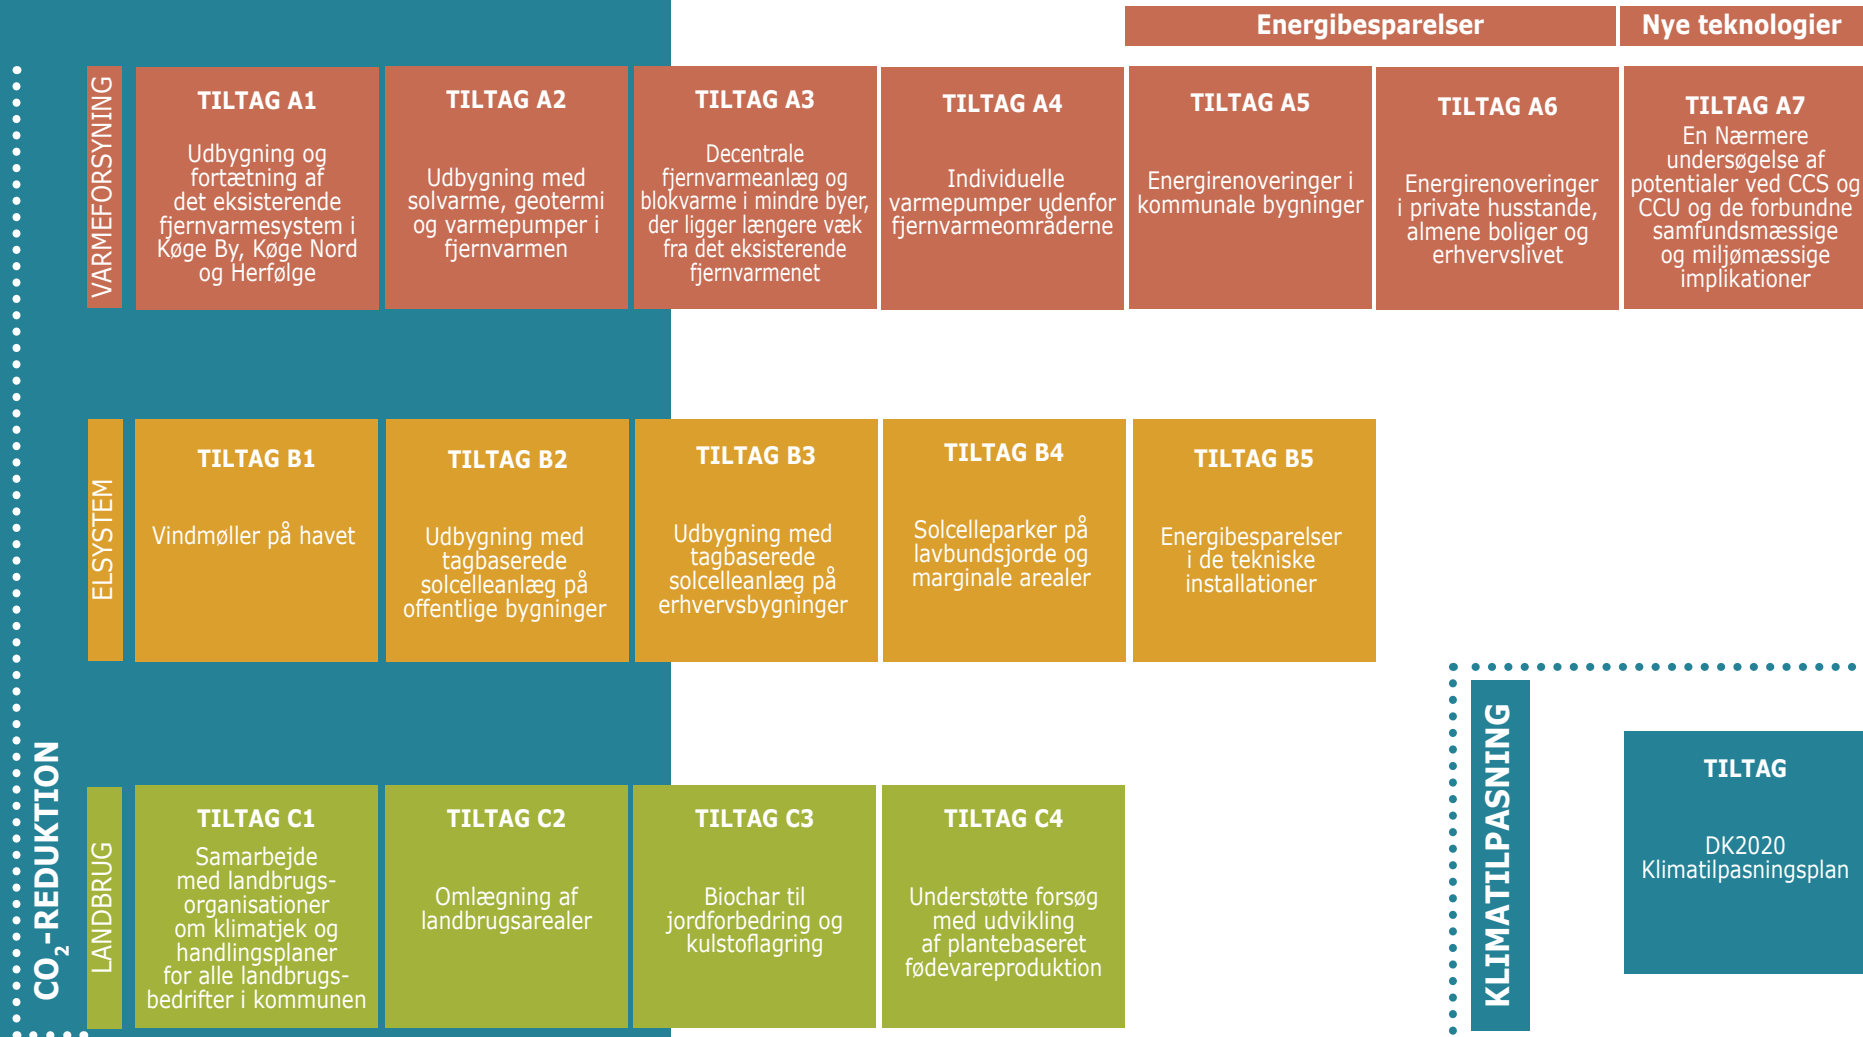 Energibesparelser
Nye teknologier
VARMEFORSYNING
TILTAG A1
Udbygning og
fortætning af
det eksisterende
fjernvarmesystem i
Køge By, Køge Nord
og Herfølge
TILTAG A2
Udbygning med
solvarme, geotermi
og varmepumper i
fjernvarmen
TILTAG A3
Decentrale
fjernvarmeanlæg og
blokvarme i mindre byer,
der ligger længere væk
fra det eksisterende
fjernvarmenet
TILTAG A4
Individuelle
varmepumper udenfor
fjernvarmeområderne
TILTAG A5
Energirenoveringer i
kommunale bygninger
TILTAG A6
Energirenoveringer
i private husstande,
almene boliger og
erhvervslivet
TILTAG A7
En Nærmere
undersøgelse af
potentialer ved CCS og
CCU og de forbundne
samfundsmæssige
og miljømæssige
implikationer
ELSYSTEM
TILTAG B1
Vindmøller på havet
TILTAG B2
Udbygning med
tagbaserede
solcelleanlæg på
offentlige bygninger
TILTAG B3
Udbygning med
tagbaserede
solcelleanlæg på
erhvervsbygninger
TILTAG B4
Solcelleparker på
lavbundsjorde og
marginale arealer
TILTAG B5
Energibesparelser
i de tekniske
installationer
CO₂-REDUKTION
LANDBRUG
TILTAG C1
Samarbejde
med landbrugs-
organisationer
om klimatjek og
handlingsplaner
for alle landbrugs-
bedrifter i kommunen
TILTAG C2
Omlægning af
landbrugsarealer
TILTAG C3
Biochar til
jordforbedring og
kulstoflagring
TILTAG C4
Understøtte forsøg
med udvikling
af plantebaseret
fødevareproduktion
KLIMATILPASNING
TILTAG
DK2020
Klimatilpasningsplan